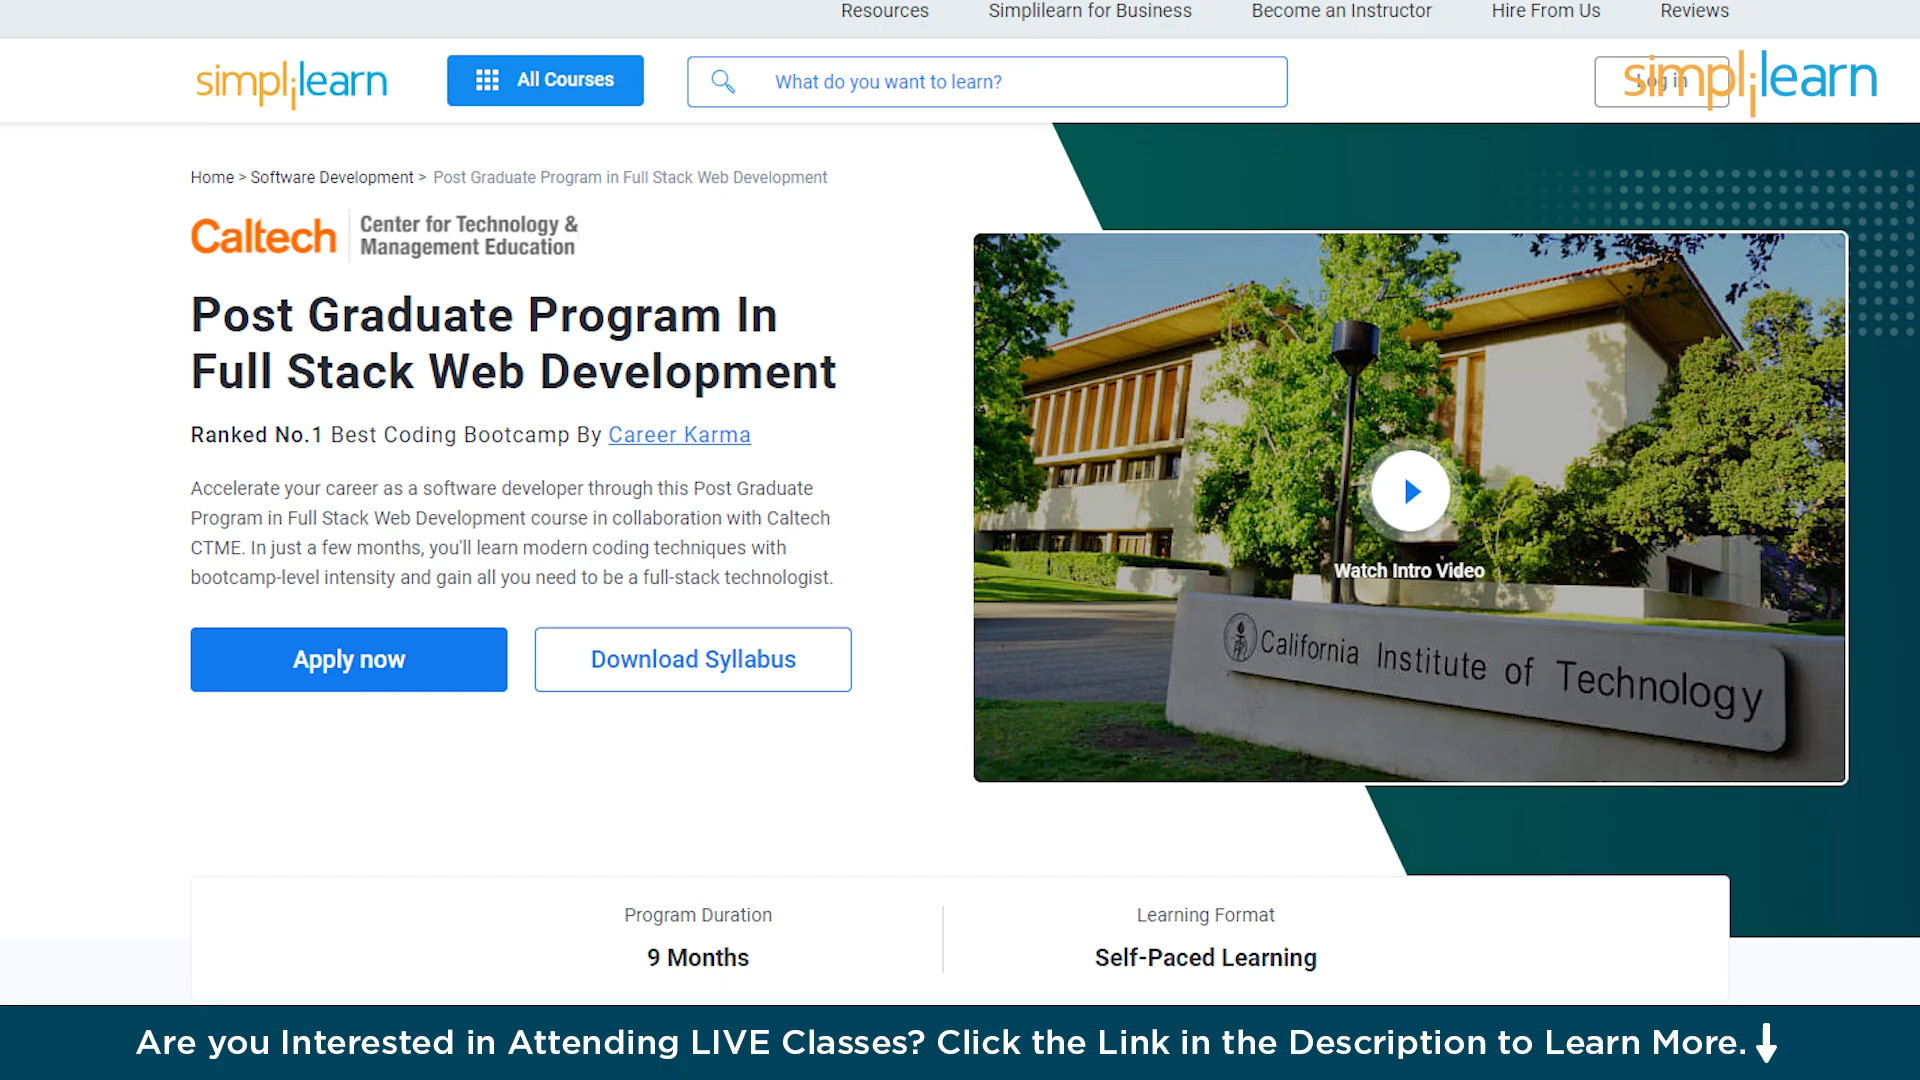 Resources Simplilearn for Business Become an Instructor Hire From Us Reviews
simplilearn All Courses What do you want to learn? Log in simplilearn
Home > Software Development > Post Graduate Program in Full Stack Web Development
Caltech Center for Technology &
Management Education
Post Graduate Program In
Full Stack Web Development
Ranked No.1 Best Coding Bootcamp By Career Karma
Accelerate your career as a software developer through this Post Graduate
Program in Full Stack Web Development course in collaboration with Caltech
CTME. In just a few months, you'll learn modern coding techniques with
bootcamp-level intensity and gain all you need to be a full-stack technologist.
Apply now Download Syllabus
Watch Intro Video
California Institute of Technology
Program Duration
9 Months
Learning Format
Self-Paced Learning
Are you Interested in Attending LIVE Classes? Click the Link in the Description to Learn More.